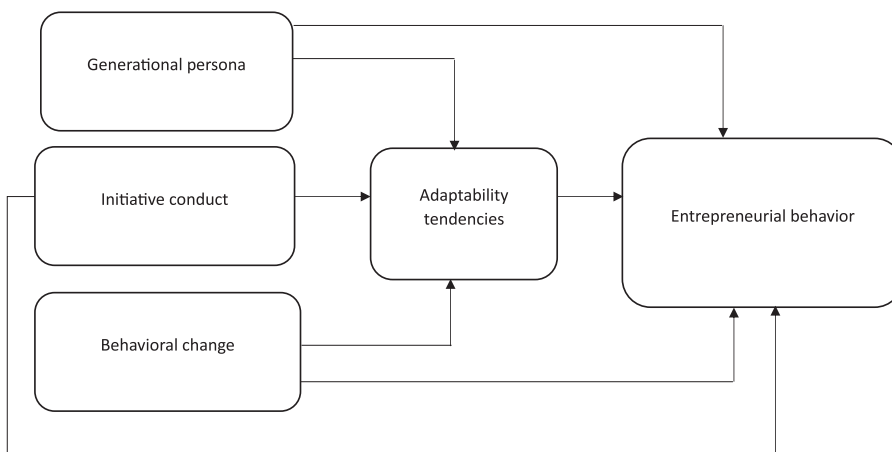 Generational persona
Initiative conduct
Adaptability
tendencies
Entrepreneurial behavior
Behavioral change